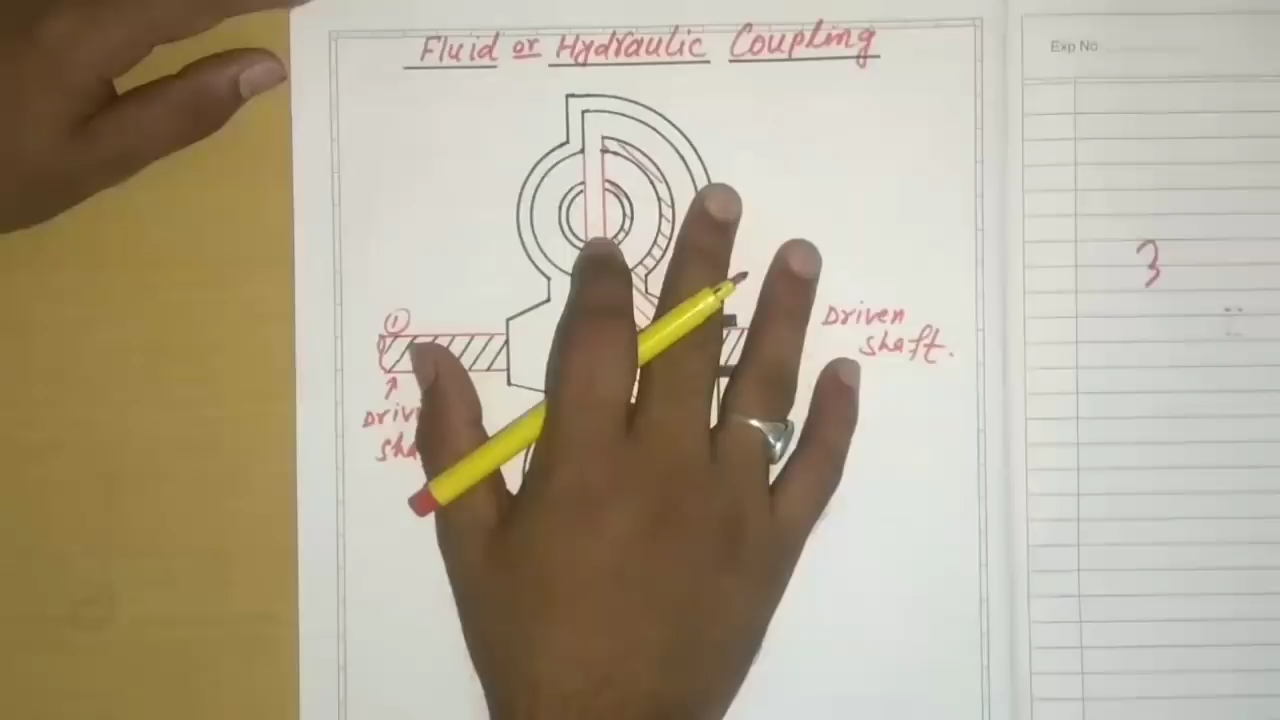 Fluid or Hydraulic Coupling
Exp No.
3
①
Driven
shaft.